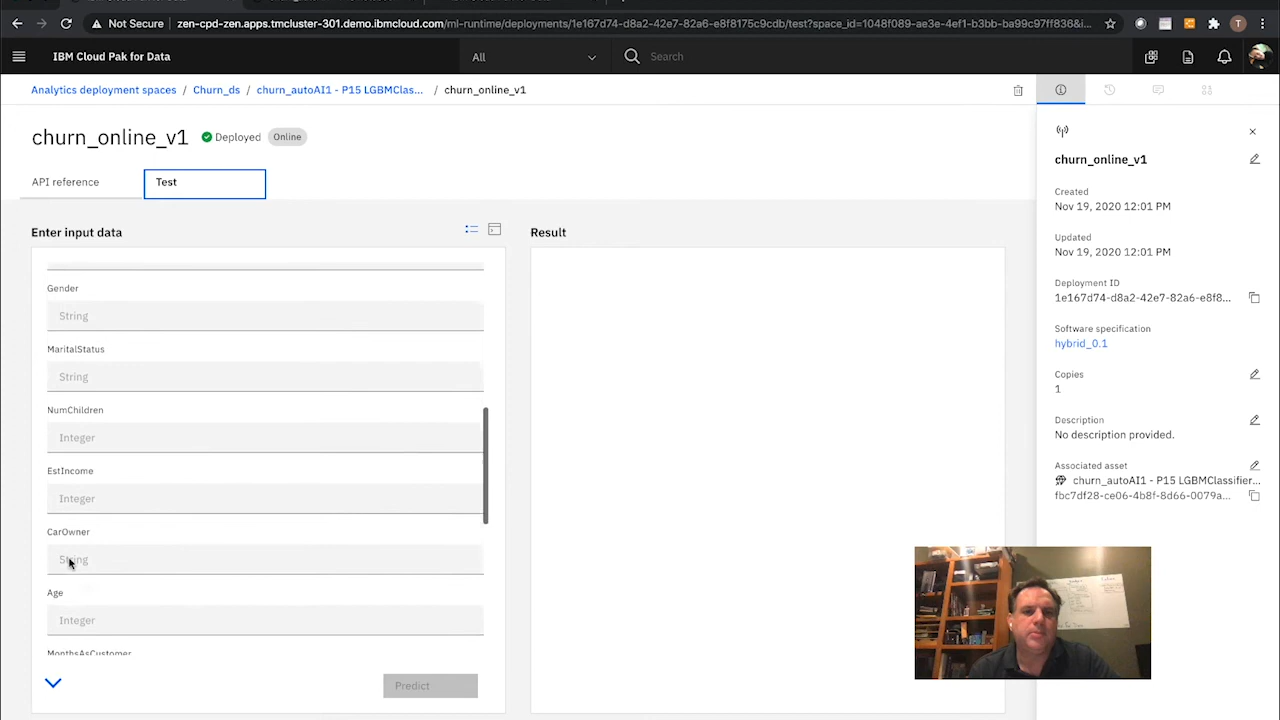 Not Secure
zen-cpd-zen.apps.tmcluster-301.demo.ibmcloud.com/ml-runtime/deployments/1e167d74-d8a2-42e7-82a6-e8f8175c9cdb/test?space_id=1048f089-ae3e-4ef1-b3bb-ba99c97ff836&i...
T
IBM Cloud Pak for Data
All
Search
Analytics deployment spaces / Churn_ds / churn_autoAI1 - P15 LGBMClas... / churn_online_v1
churn_online_v1
Deployed
Online
API reference
Test
Enter input data
Gender
String
MaritalStatus
String
NumChildren
Integer
EstIncome
Integer
CarOwner
String
Age
Integer
MonthsAsCustomer
Predict
Result
churn_online_v1
Created
Nov 19, 2020 12:01 PM
Updated
Nov 19, 2020 12:01 PM
Deployment ID
1e167d74-d8a2-42e7-82a6-e8f8...
Software specification
hybrid_0.1
Copies
1
Description
No description provided.
Associated asset
churn_autoAI1 - P15 LGBMClassifier...
fbc7df28-ce06-4b8f-8d66-0079a...